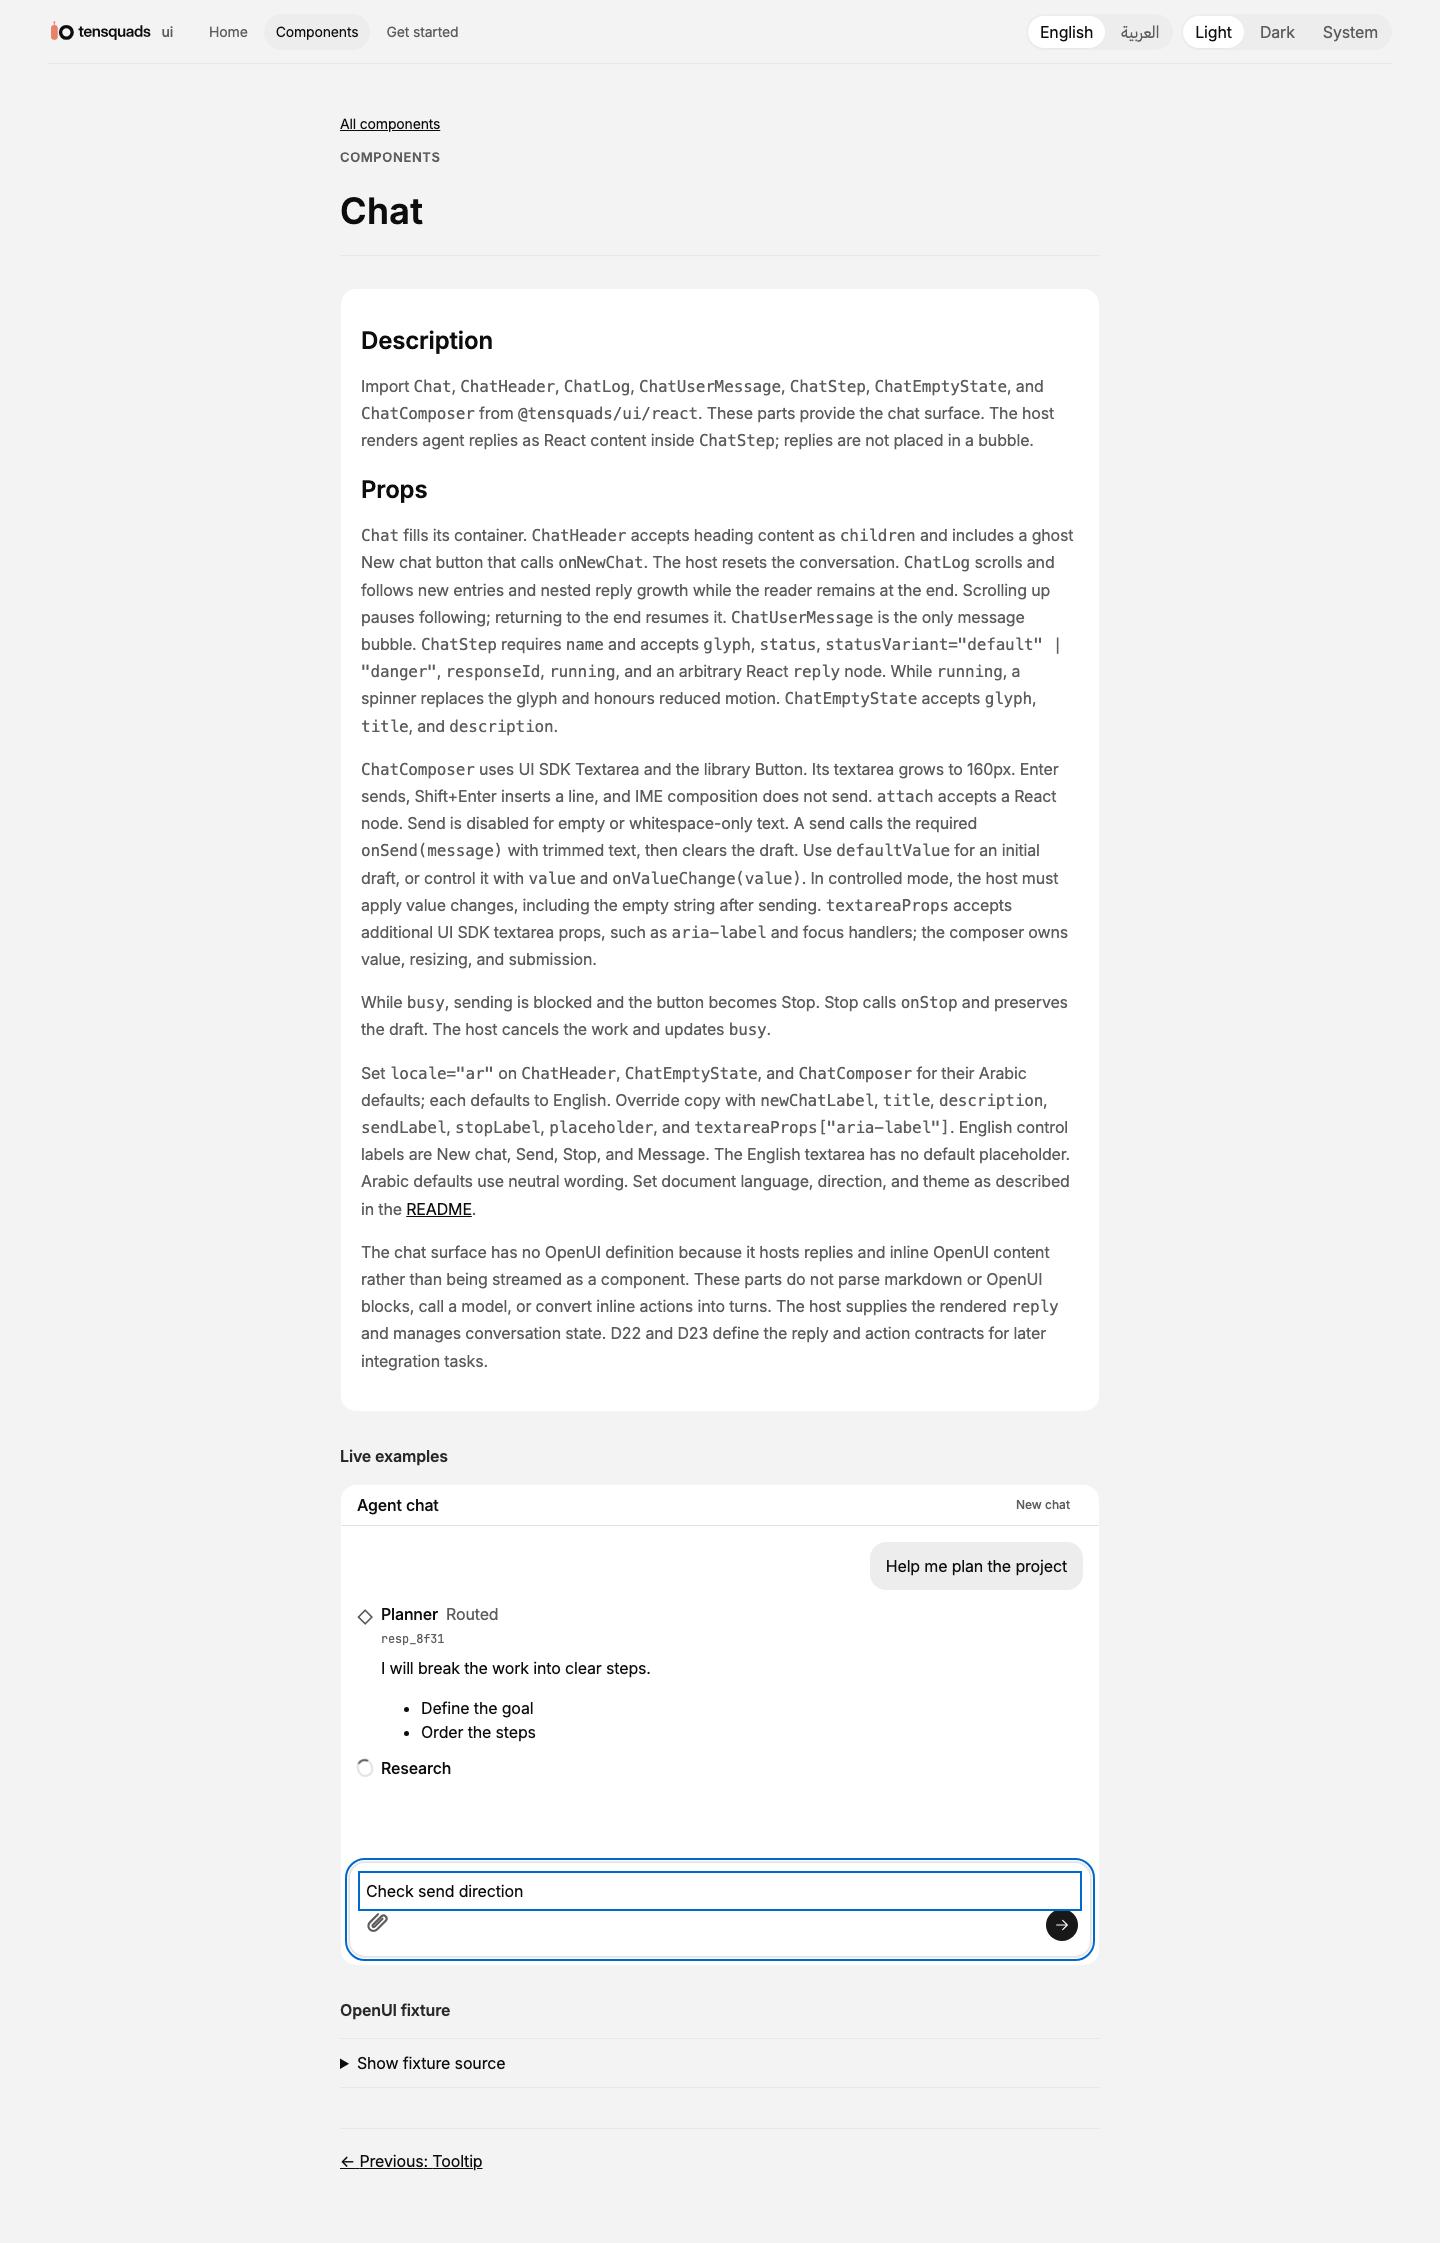 tensquads ui Home Components Get started English العربية Light Dark System
All components
COMPONENTS
Chat
Description
Import Chat, ChatHeader, ChatLog, ChatUserMessage, ChatStep, ChatEmptyState, and
ChatComposer from @tensquads/ui/react. These parts provide the chat surface. The host
renders agent replies as React content inside ChatStep; replies are not placed in a bubble.
Props
Chat fills its container. ChatHeader accepts heading content as children and includes a ghost
New chat button that calls onNewChat. The host resets the conversation. ChatLog scrolls and
follows new entries and nested reply growth while the reader remains at the end. Scrolling up
pauses following; returning to the end resumes it. ChatUserMessage is the only message
bubble. ChatStep requires name and accepts glyph, status, statusVariant="default" |
"danger", responseId, running, and an arbitrary React reply node. While running, a
spinner replaces the glyph and honours reduced motion. ChatEmptyState accepts glyph,
title, and description.
ChatComposer uses UI SDK Textarea and the library Button. Its textarea grows to 160px. Enter
sends, Shift+Enter inserts a line, and IME composition does not send. attach accepts a React
node. Send is disabled for empty or whitespace-only text. A send calls the required
onSend(message) with trimmed text, then clears the draft. Use defaultValue for an initial
draft, or control it with value and onValueChange(value). In controlled mode, the host must
apply value changes, including the empty string after sending. textareaProps accepts
additional UI SDK textarea props, such as aria-label and focus handlers; the composer owns
value, resizing, and submission.
While busy, sending is blocked and the button becomes Stop. Stop calls onStop and preserves
the draft. The host cancels the work and updates busy.
Set locale="ar" on ChatHeader, ChatEmptyState, and ChatComposer for their Arabic
defaults; each defaults to English. Override copy with newChatLabel, title, description,
sendLabel, stopLabel, placeholder, and textareaProps["aria-label"]. English control
labels are New chat, Send, Stop, and Message. The English textarea has no default placeholder.
Arabic defaults use neutral wording. Set document language, direction, and theme as described
in the README.
The chat surface has no OpenUI definition because it hosts replies and inline OpenUI content
rather than being streamed as a component. These parts do not parse markdown or OpenUI
blocks, call a model, or convert inline actions into turns. The host supplies the rendered reply
and manages conversation state. D22 and D23 define the reply and action contracts for later
integration tasks.
Live examples
Agent chat New chat
Help me plan the project
Planner Routed
resp_8f31
I will break the work into clear steps.
• Define the goal
• Order the steps
Research
Check send direction
OpenUI fixture
▶ Show fixture source
← Previous: Tooltip